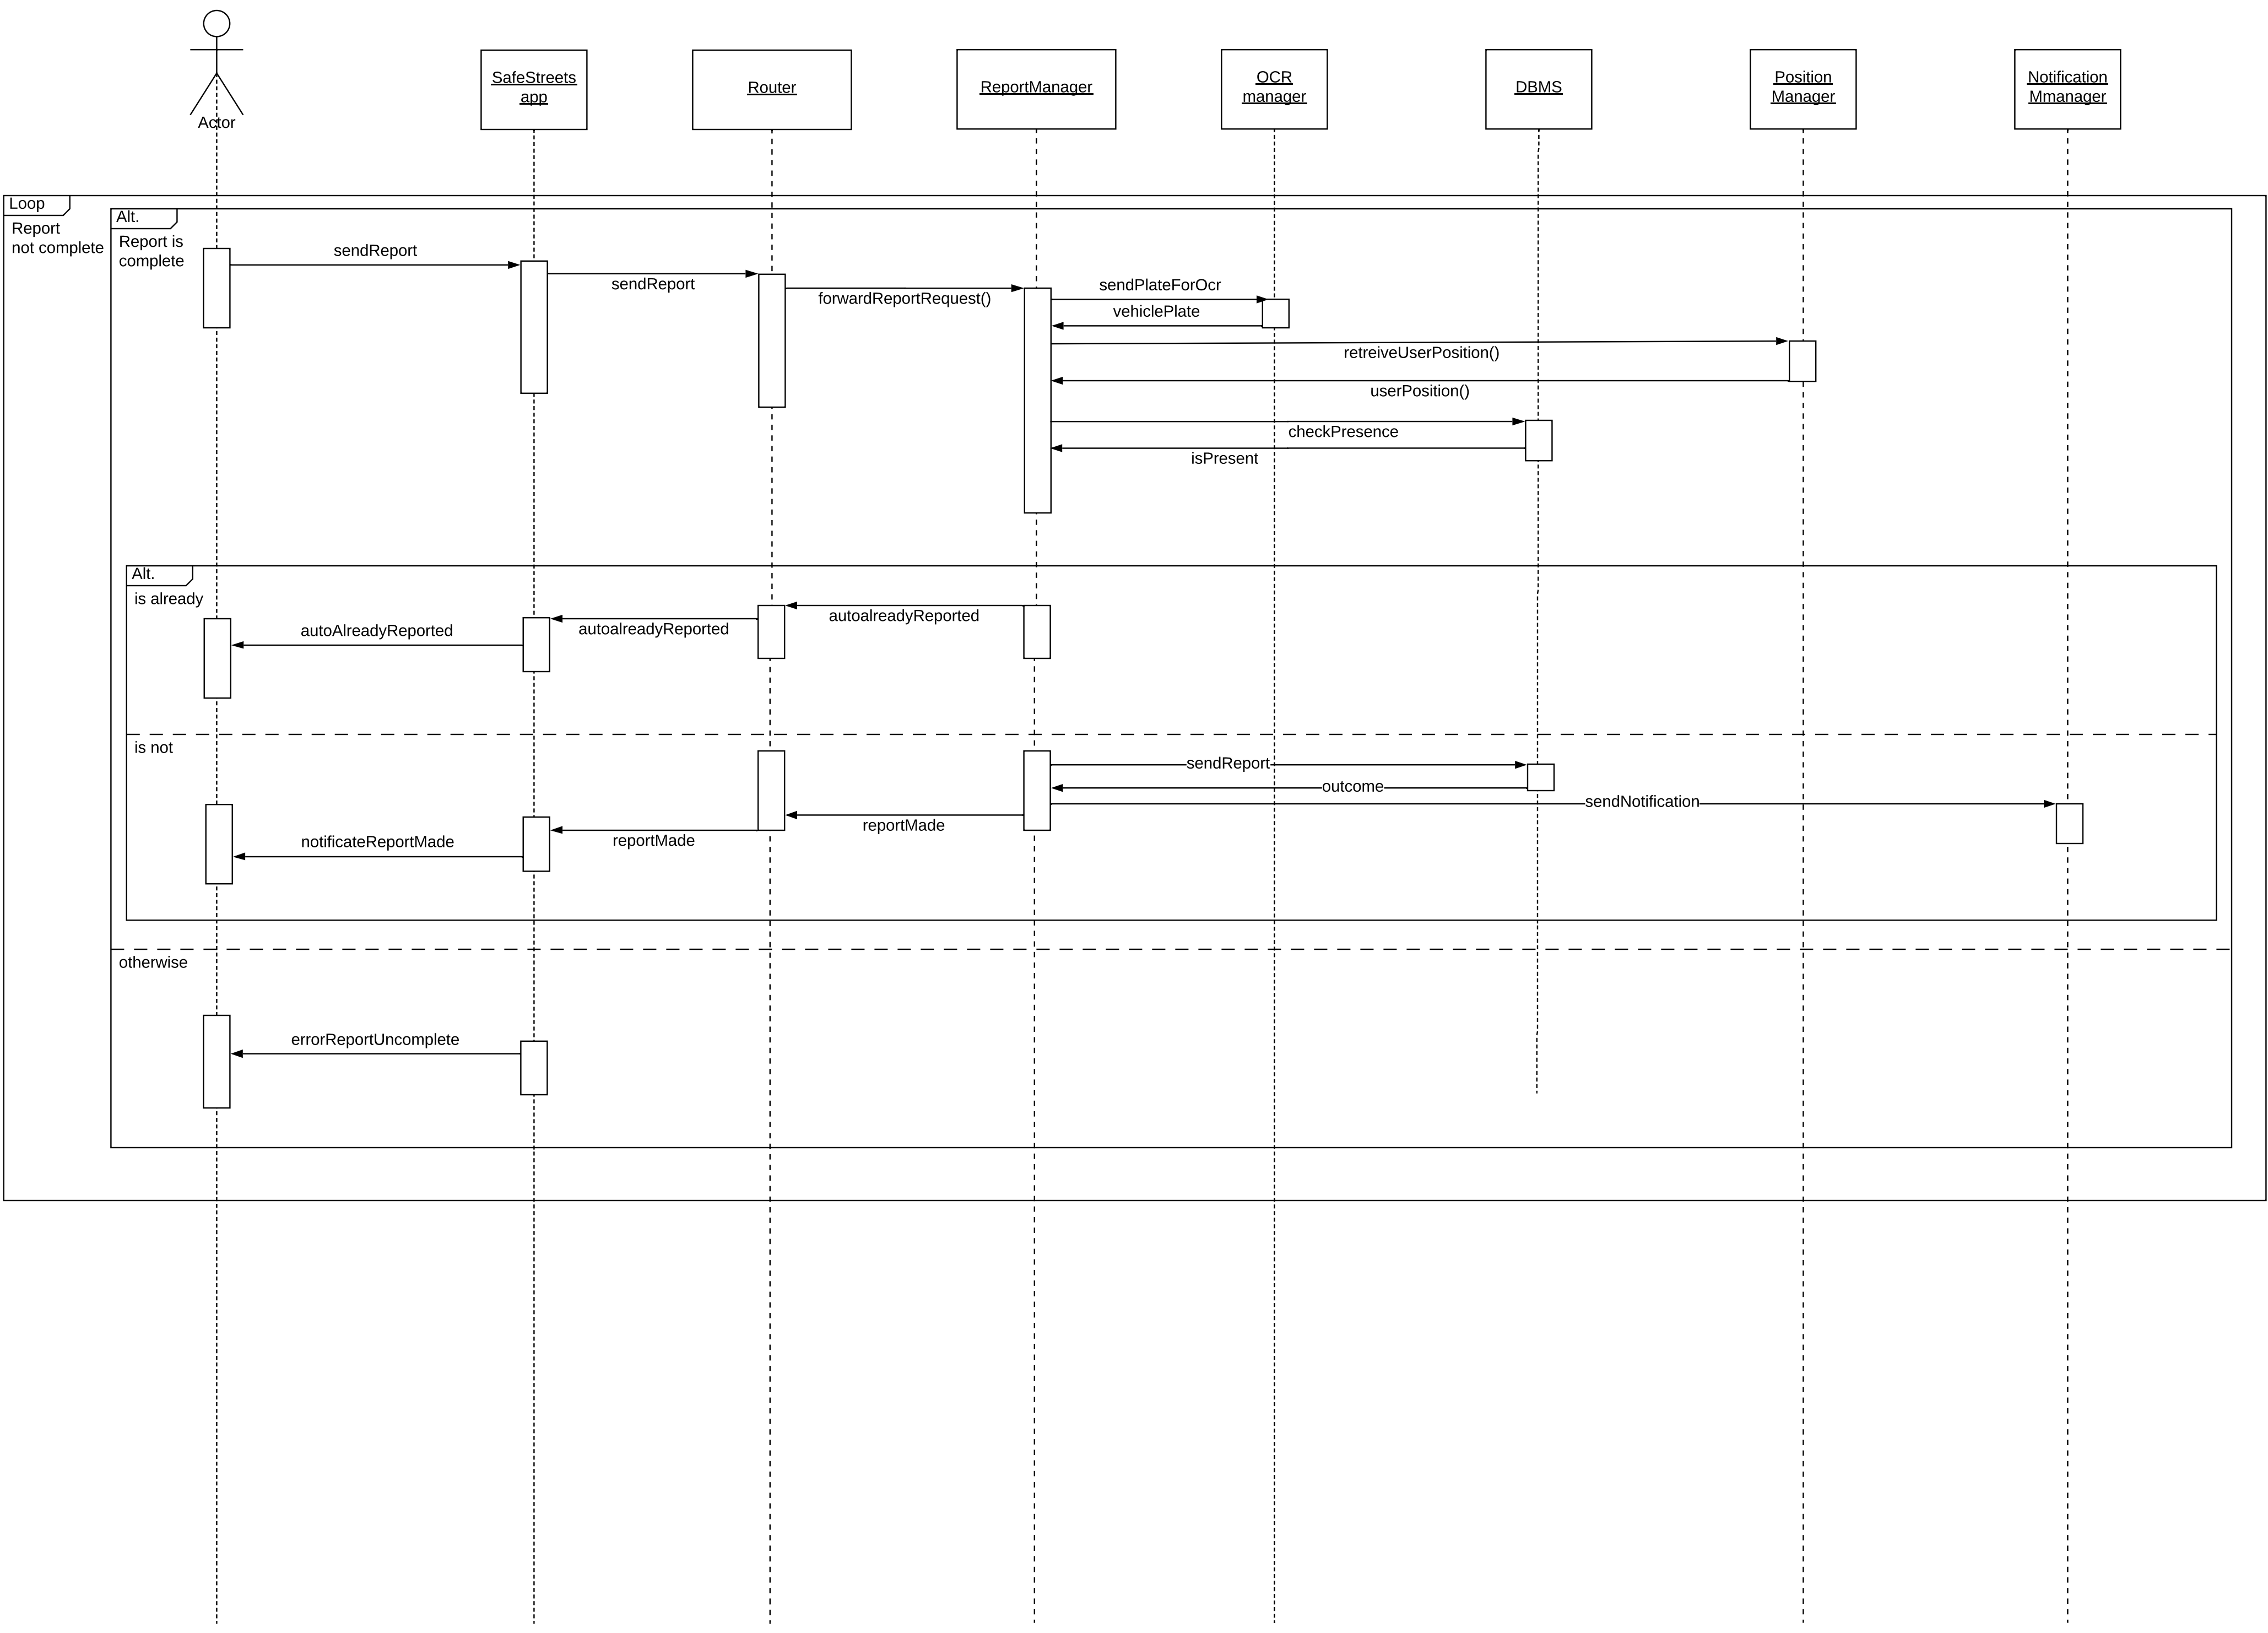 Actor
SafeStreets
app
Router
ReportManager
OCR
manager
DBMS
Position
Manager
Notification
Mmanager
Loop
Report
not complete
Alt.
Report is
complete
sendReport
sendReport
forwardReportRequest()
sendPlateForOcr
vehiclePlate
retreiveUserPosition()
userPosition()
checkPresence
isPresent
Alt.
is already
autoalreadyReported
autoalreadyReported
autoAlreadyReported
is not
sendReport
outcome
sendNotification
reportMade
reportMade
notificateReportMade
otherwise
errorReportUncomplete